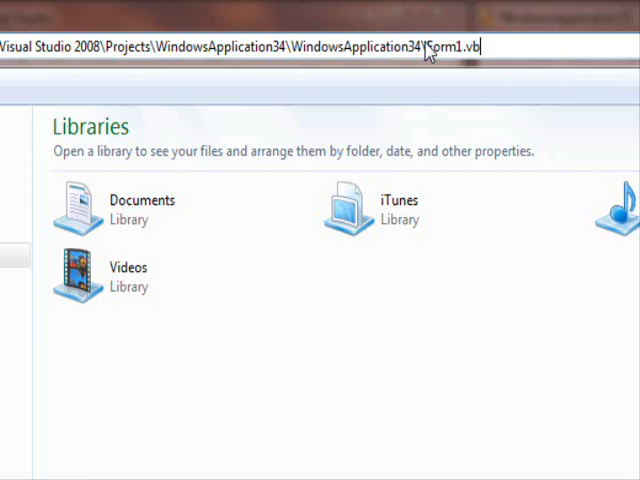 Visual Studio 2008\Projects\WindowsApplication34\WindowsApplication34\Form1.vb
Libraries
Open a library to see your files and arrange them by folder, date, and other properties.
Documents
Library
iTunes
Library
Videos
Library